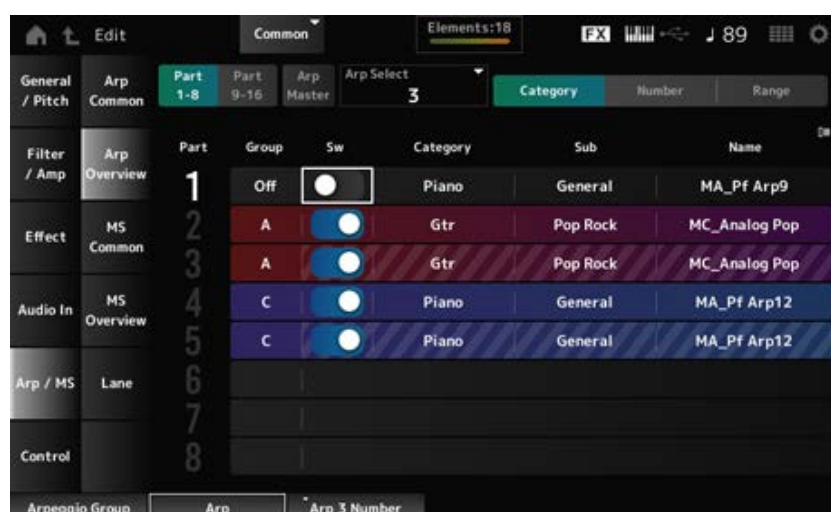 Edit
Common
Elements:18
FX
89
General / Pitch
Filter / Amp
Effect
Audio In
Arp / MS
Control
Arp Common
Arp Overview
MS Common
MS Overview
Lane
Part 1-8
Part 9-16
Arp Master
Arp Select
3
Category
Number
Range
Part Group Sw Category Sub Name
1 Off Piano General MA_Pf Arp9
2 A Gtr Pop Rock MC_Analog Pop
3 A Gtr Pop Rock MC_Analog Pop
4 C Piano General MA_Pf Arp12
5 C Piano General MA_Pf Arp12
6
7
8
Arpeggio Group
Arp
Arp 3 Number